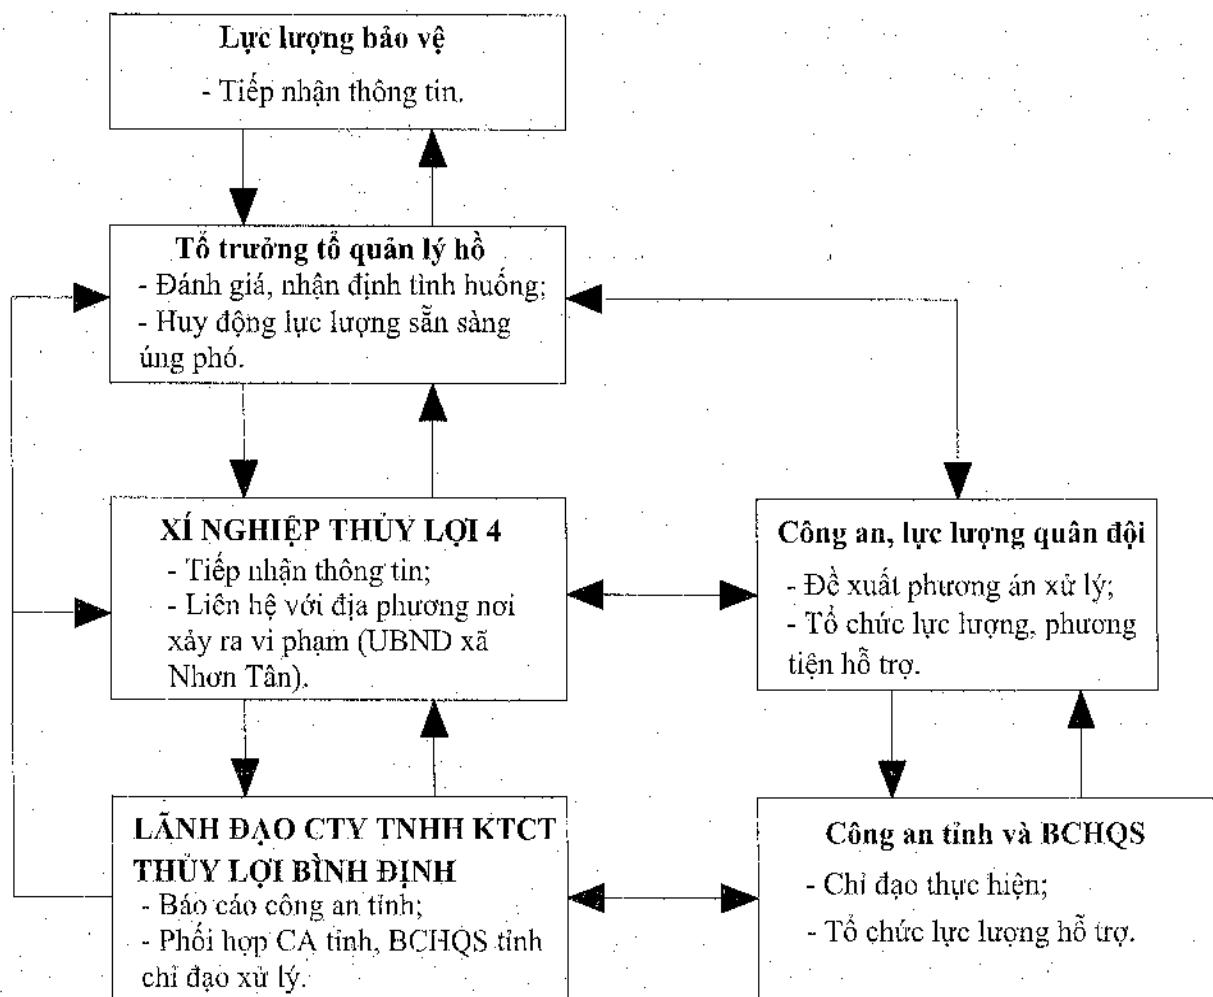 Lực lượng bảo vệ
- Tiếp nhận thông tin.
Tổ trưởng tổ quản lý hồ
- Đánh giá, nhận định tình huống;
- Huy động lực lượng sẵn sàng
ứng phó.
XÍ NGHIỆP THỦY LỢI 4
- Tiếp nhận thông tin;
- Liên hệ với địa phương nơi
xảy ra vi phạm (UBND xã
Nhơn Tân).
Công an, lực lượng quân đội
- Đề xuất phương án xử lý;
- Tổ chức lực lượng, phương
tiện hỗ trợ.
LÃNH ĐẠO CTY TNHH KTCT
THỦY LỢI BÌNH ĐỊNH
- Báo cáo công an tỉnh;
- Phối hợp CA tỉnh, BCHQS tỉnh
chỉ đạo xử lý.
Công an tỉnh và BCHQS
- Chỉ đạo thực hiện;
- Tổ chức lực lượng hỗ trợ.